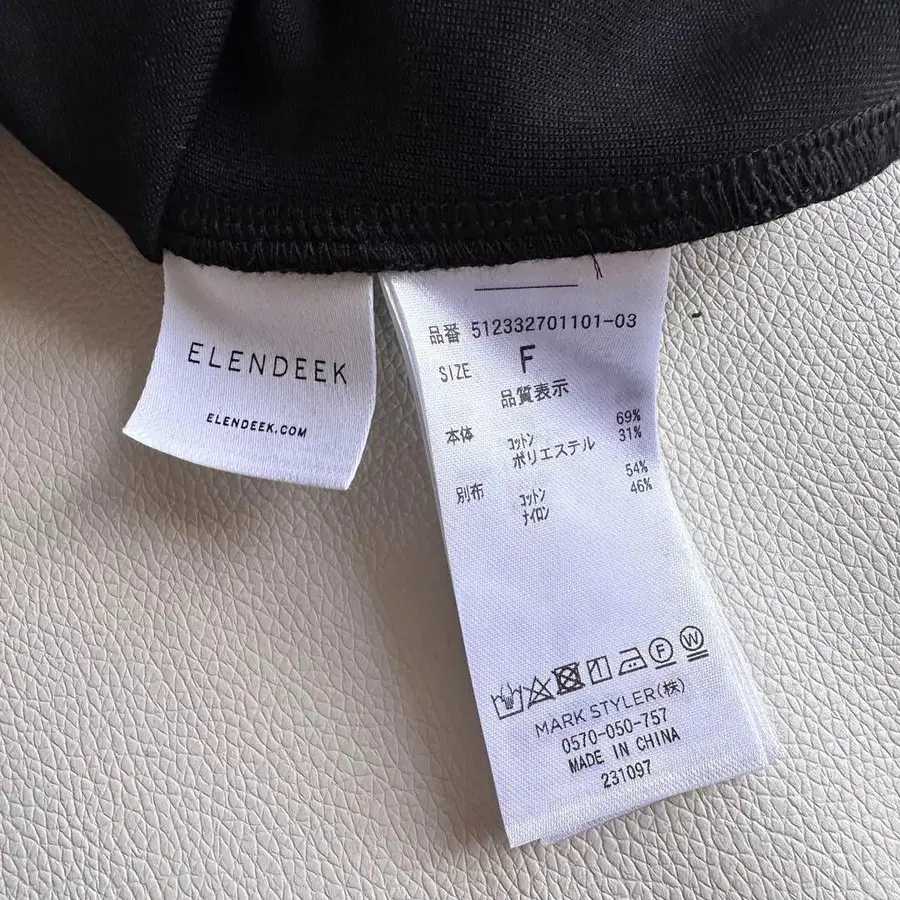 ELENDEEK
ELENDEEK.COM
品番 512332701101-03
SIZE F
品質表示
本体 コットン 69%
ポリエステル 31%
別布 コットン 54%
ナイロン 46%
F W
MARK STYLER(株)
0570-050-757
MADE IN CHINA
231097